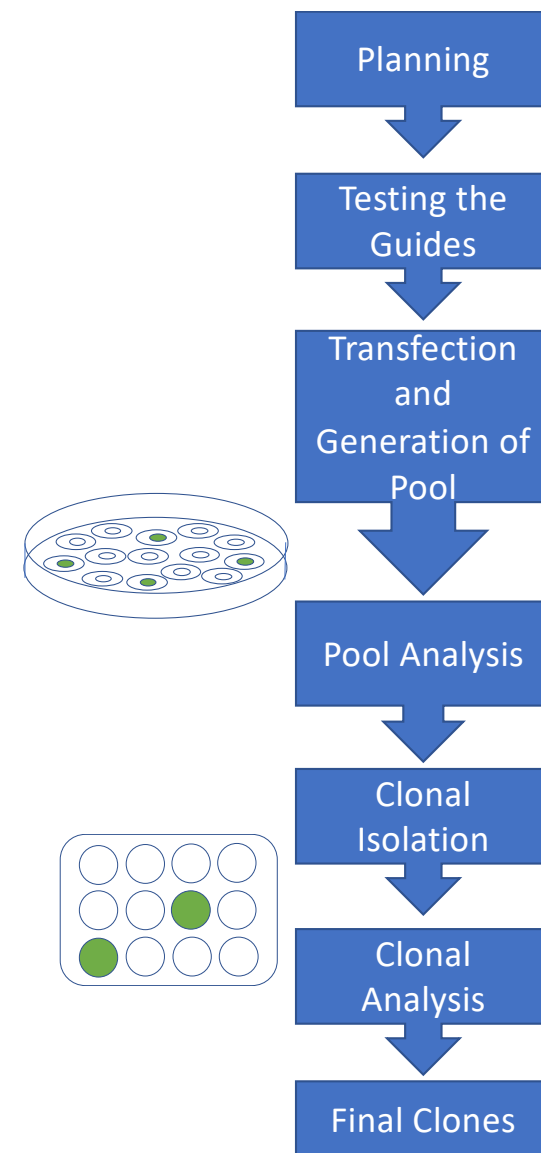 Planning
Testing the
Guides
Transfection
and
Generation of
Pool
Pool Analysis
Clonal
Isolation
Clonal
Analysis
Final Clones